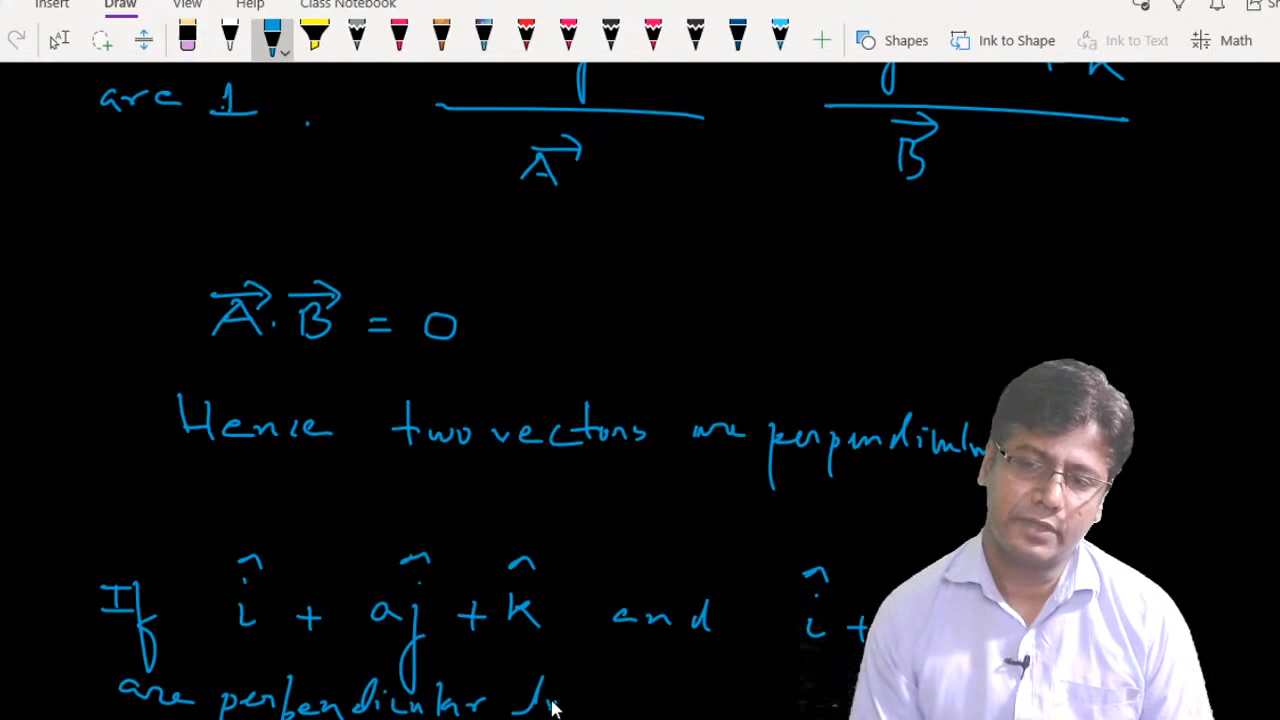 Insert Draw View Help Class Notebook
Shapes Ink to Shape Ink to Text Math
are 1 . + k
A B
A . B = 0
Hence two vectors are perpendicular
If î + aĵ + k̂ and î +
are perpendicular